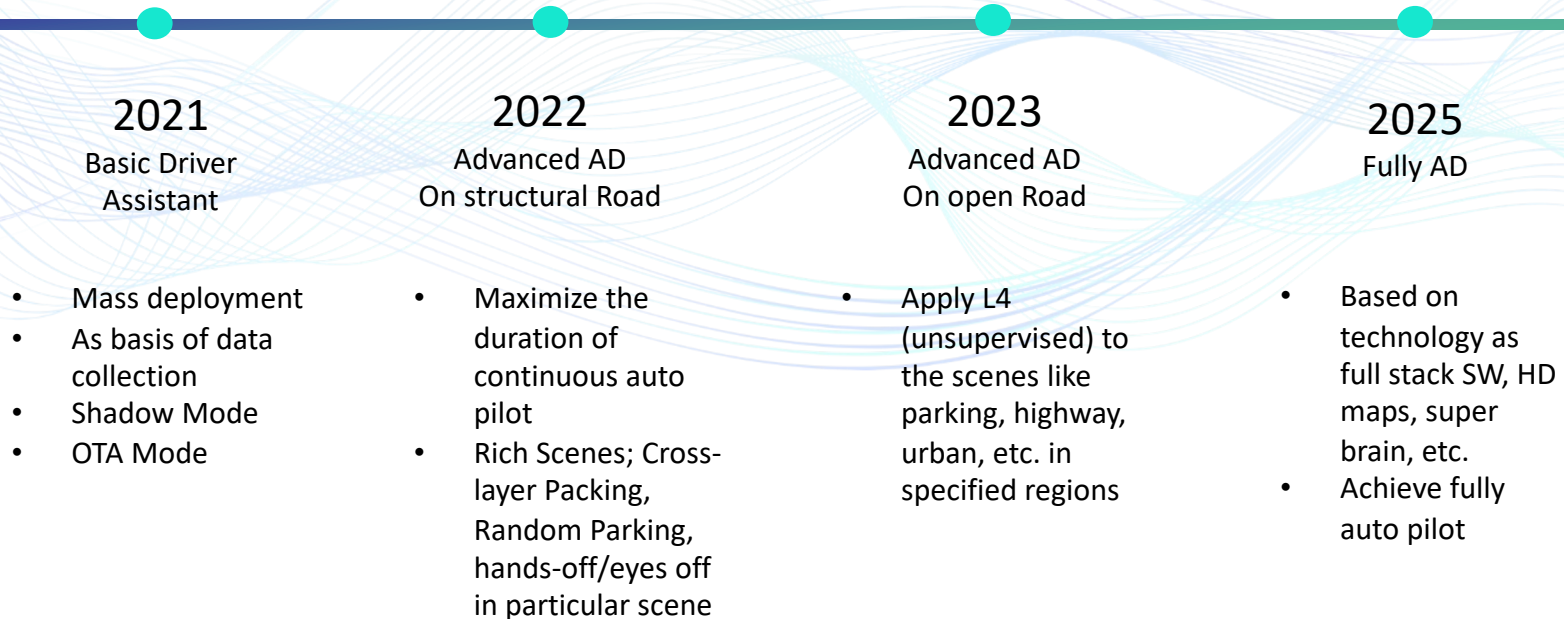 2021
Basic Driver
Assistant
• Mass deployment
• As basis of data
collection
• Shadow Mode
• OTA Mode
2022
Advanced AD
On structural Road
• Maximize the
duration of
continuous auto
pilot
• Rich Scenes; Cross-
layer Packing,
Random Parking,
hands-off/eyes off
in particular scene
2023
Advanced AD
On open Road
• Apply L4
(unsupervised) to
the scenes like
parking, highway,
urban, etc. in
specified regions
2025
Fully AD
• Based on
technology as
full stack SW, HD
maps, super
brain, etc.
• Achieve fully
auto pilot